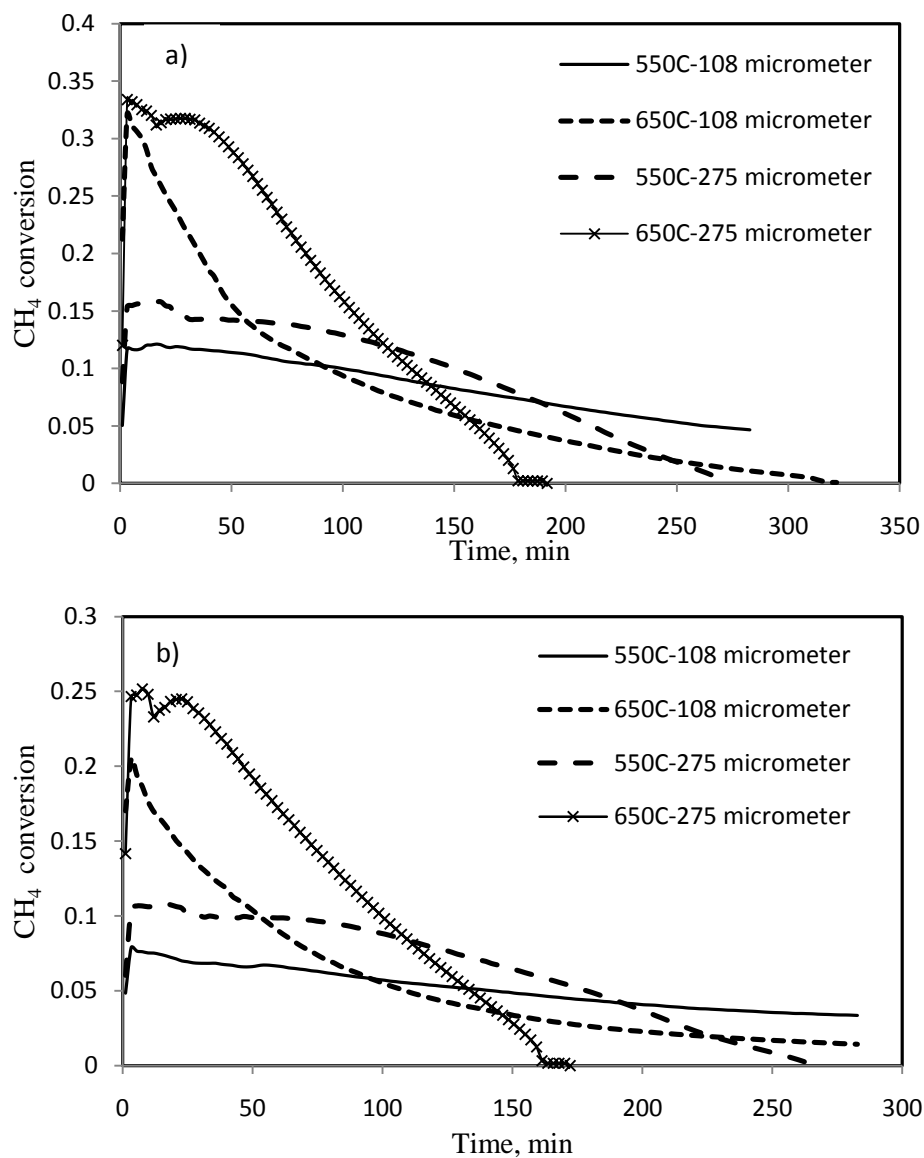 a)
0.4
0.35
0.3
0.25
0.2
0.15
0.1
0.05
0
CH4 conversion
550C-108 micrometer
650C-108 micrometer
550C-275 micrometer
650C-275 micrometer
0 50 100 150 200 250 300 350
Time, min
b)
0.3
0.25
0.2
0.15
0.1
0.05
0
CH4 conversion
550C-108 micrometer
650C-108 micrometer
550C-275 micrometer
650C-275 micrometer
0 50 100 150 200 250 300
Time, min